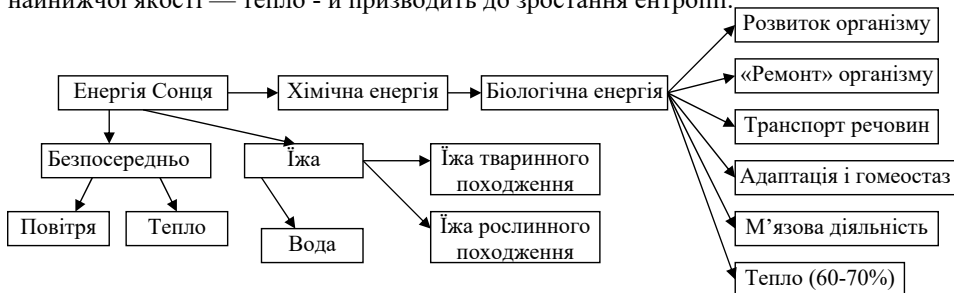 найнижчої якості — тепло - й призводить до зростання ентропії.
Розвиток організму
«Ремонт» організму
Енергія Сонця
Хімічна енергія
Біологічна енергія
Транспорт речовин
Безпосередньо
Їжа
Їжа тваринного
походження
Адаптація і гомеостаз
Повітря
Тепло
Вода
Їжа рослинного
походження
М’язова діяльність
Тепло (60-70%)